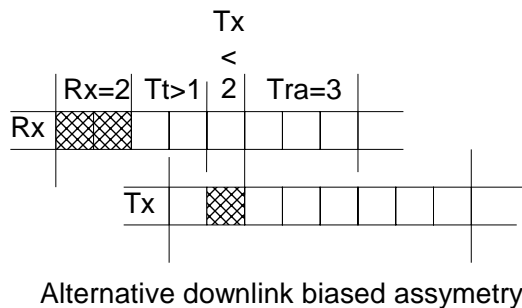 Tx
<
Rx=2 Tt>1 2 Tra=3
Rx
Tx
Alternative downlink biased assymetry